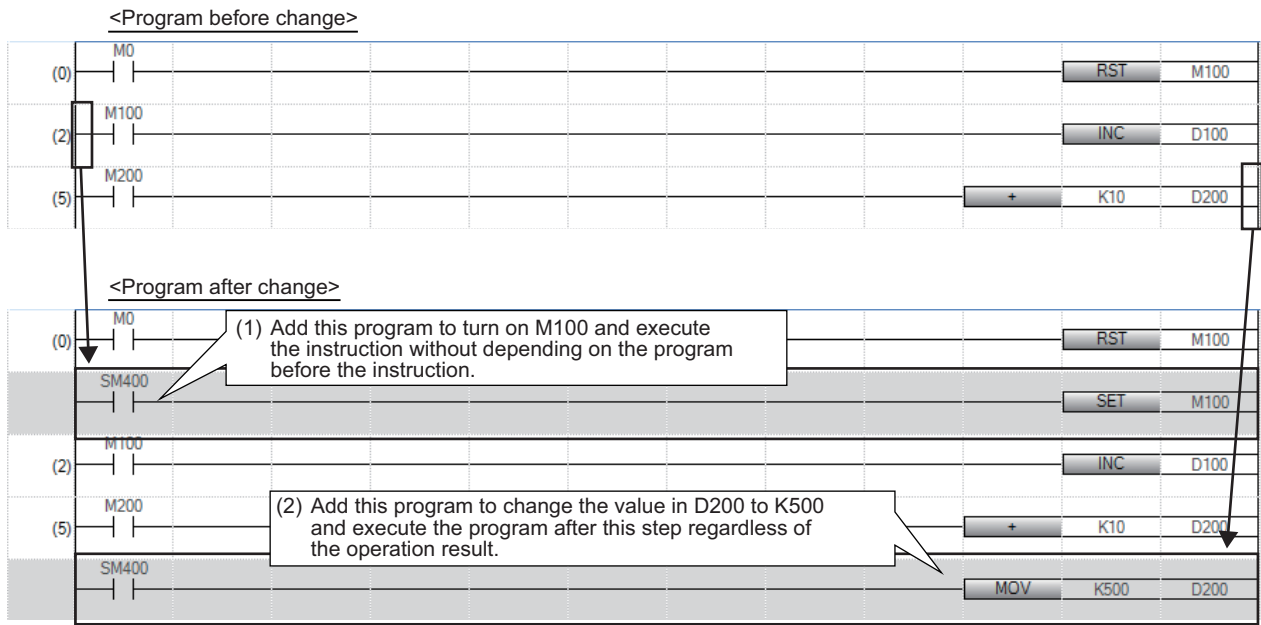 <Program before change>
M0
(0) RST M100
M100
(2) INC D100
M200
(5) + K10 D200
<Program after change>
M0
(0) RST M100
(1) Add this program to turn on M100 and execute
the instruction without depending on the program
before the instruction.
SM400
SET M100
M100
(2) INC D100
M200
(5) + K10 D200
(2) Add this program to change the value in D200 to K500
and execute the program after this step regardless of
the operation result.
SM400
MOV K500 D200